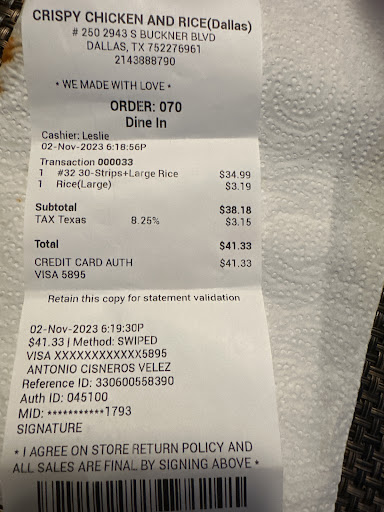 CRISPY CHICKEN AND RICE(Dallas)
# 250 2943 S BUCKNER BLVD
DALLAS, TX 752276961
2143888790
* WE MADE WITH LOVE *
ORDER: 070
Dine In
Cashier: Leslie
02-Nov-2023 6:18:56P
Transaction 000033
1 #32 30-Strips+Large Rice $34.99
1 Rice(Large) $3.19
Subtotal $38.18
TAX Texas 8.25% $3.15
Total $41.33
CREDIT CARD AUTH $41.33
VISA 5895
Retain this copy for statement validation
02-Nov-2023 6:19:30P
$41.33 | Method: SWIPED
VISA XXXXXXXXXXXX5895
ANTONIO CISNEROS VELEZ
Reference ID: 330600558390
Auth ID: 045100
MID: ***********1793
SIGNATURE
* I AGREE ON STORE RETURN POLICY AND
ALL SALES ARE FINAL BY SIGNING ABOVE *